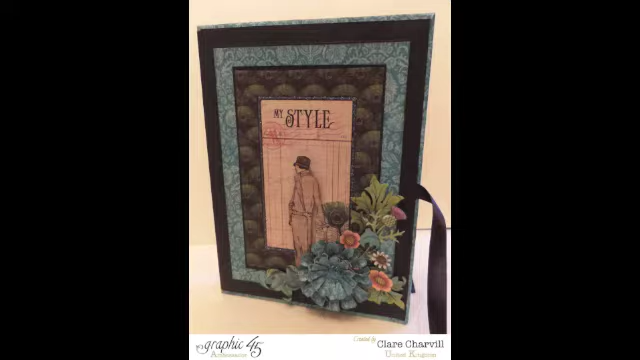 MY STYLE
graphic 45
Created by
Clare Charvill
United Kingdom